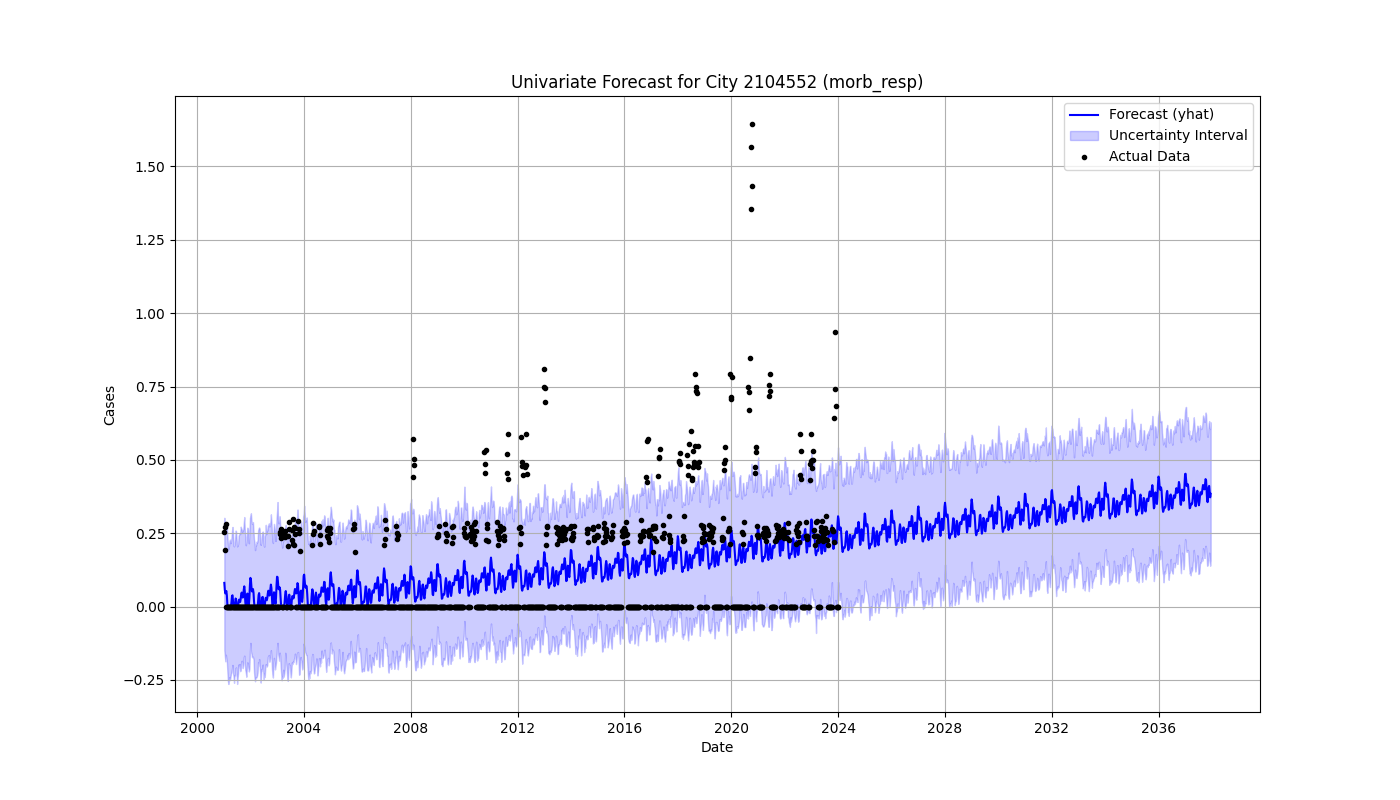 Univariate Forecast for City 2104552 (morb_resp)
Forecast (yhat)
Uncertainty Interval
Actual Data
1.50
1.25
1.00
0.75
0.50
0.25
0.00
−0.25
Cases
2000 2004 2008 2012 2016 2020 2024 2028 2032 2036
Date